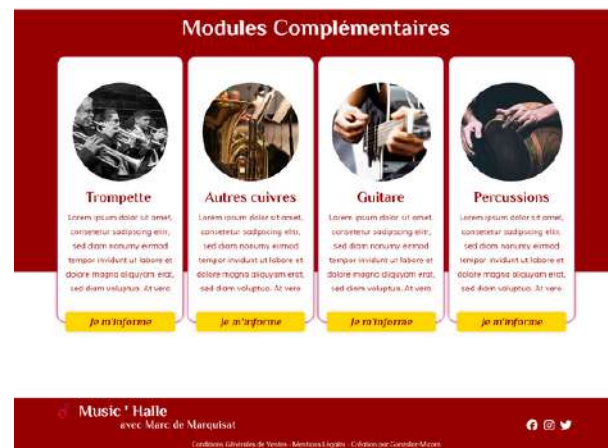 Modules Complémentaires
Trompette
Lorem ipsum dolor sit amet,
consetetur sadipscing elitr,
sed diam nonumy eirmod
tempor invidunt ut labore et
dolore magna aliquyam erat,
sed diam voluptua. At vero
Je m'informe
Autres cuivres
Lorem ipsum dolor sit amet,
consetetur sadipscing elitr,
sed diam nonumy eirmod
tempor invidunt ut labore et
dolore magna aliquyam erat,
sed diam voluptua. At vero
Je m'informe
Guitare
Lorem ipsum dolor sit amet,
consetetur sadipscing elitr,
sed diam nonumy eirmod
tempor invidunt ut labore et
dolore magna aliquyam erat,
sed diam voluptua. At vero
Je m'informe
Percussions
Lorem ipsum dolor sit amet,
consetetur sadipscing elitr,
sed diam nonumy eirmod
tempor invidunt ut labore et
dolore magna aliquyam erat,
sed diam voluptua. At vero
Je m'informe
Music ' Halle
avec Marc de Marquisat
Conditions Générales de Ventes - Mentions Légales - Création par